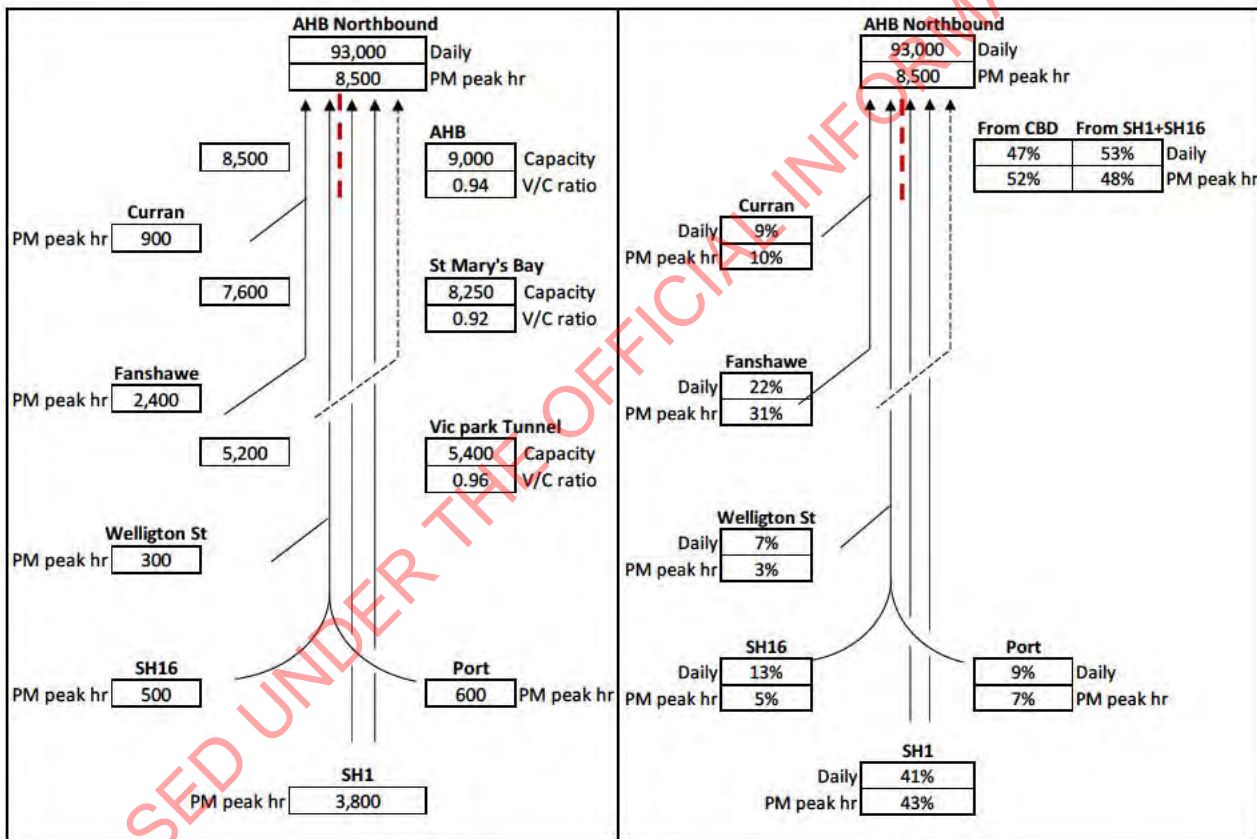 AHB Northbound
93,000 Daily
8,500 PM peak hr
8,500
AHB
9,000 Capacity
0.94 V/C ratio
Curran
PM peak hr 900
7,600
St Mary's Bay
8,250 Capacity
0.92 V/C ratio
Fanshawe
PM peak hr 2,400
5,200
Vic park Tunnel
5,400 Capacity
0.96 V/C ratio
Welligton St
PM peak hr 300
SH16
PM peak hr 500
Port
600 PM peak hr
SH1
PM peak hr 3,800
AHB Northbound
93,000 Daily
8,500 PM peak hr
From CBD From SH1+SH16
47% 53% Daily
52% 48% PM peak hr
Curran
Daily 9%
PM peak hr 10%
Fanshawe
Daily 22%
PM peak hr 31%
Welligton St
Daily 7%
PM peak hr 3%
SH16
Daily 13%
PM peak hr 5%
Port
9% Daily
7% PM peak hr
SH1
Daily 41%
PM peak hr 43%
SED UNDER THE OFFICIAL INFORMA